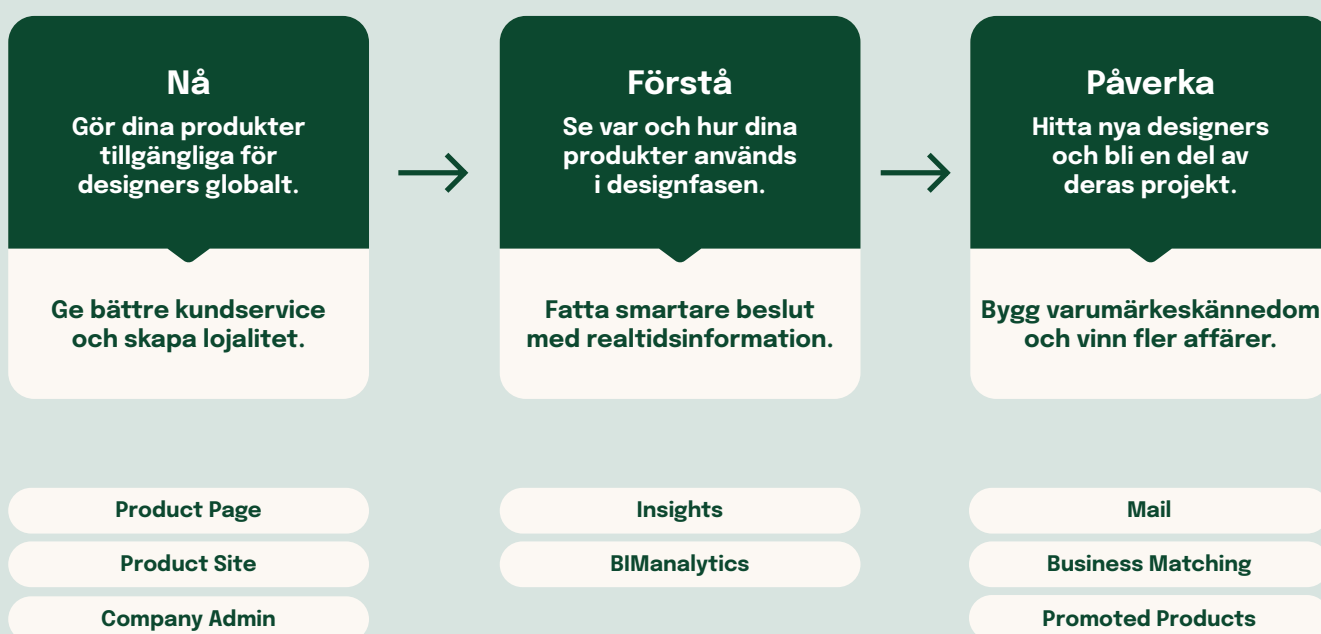 Nå
Gör dina produkter
tillgängliga för
designers globalt.
Ge bättre kundservice
och skapa lojalitet.
Förstå
Se var och hur dina
produkter används
i designfasen.
Fatta smartare beslut
med realtidsinformation.
Påverka
Hitta nya designers
och bli en del av
deras projekt.
Bygg varumärkeskännedom
och vinn fler affärer.
Product Page
Product Site
Company Admin
Insights
BIManalytics
Mail
Business Matching
Promoted Products